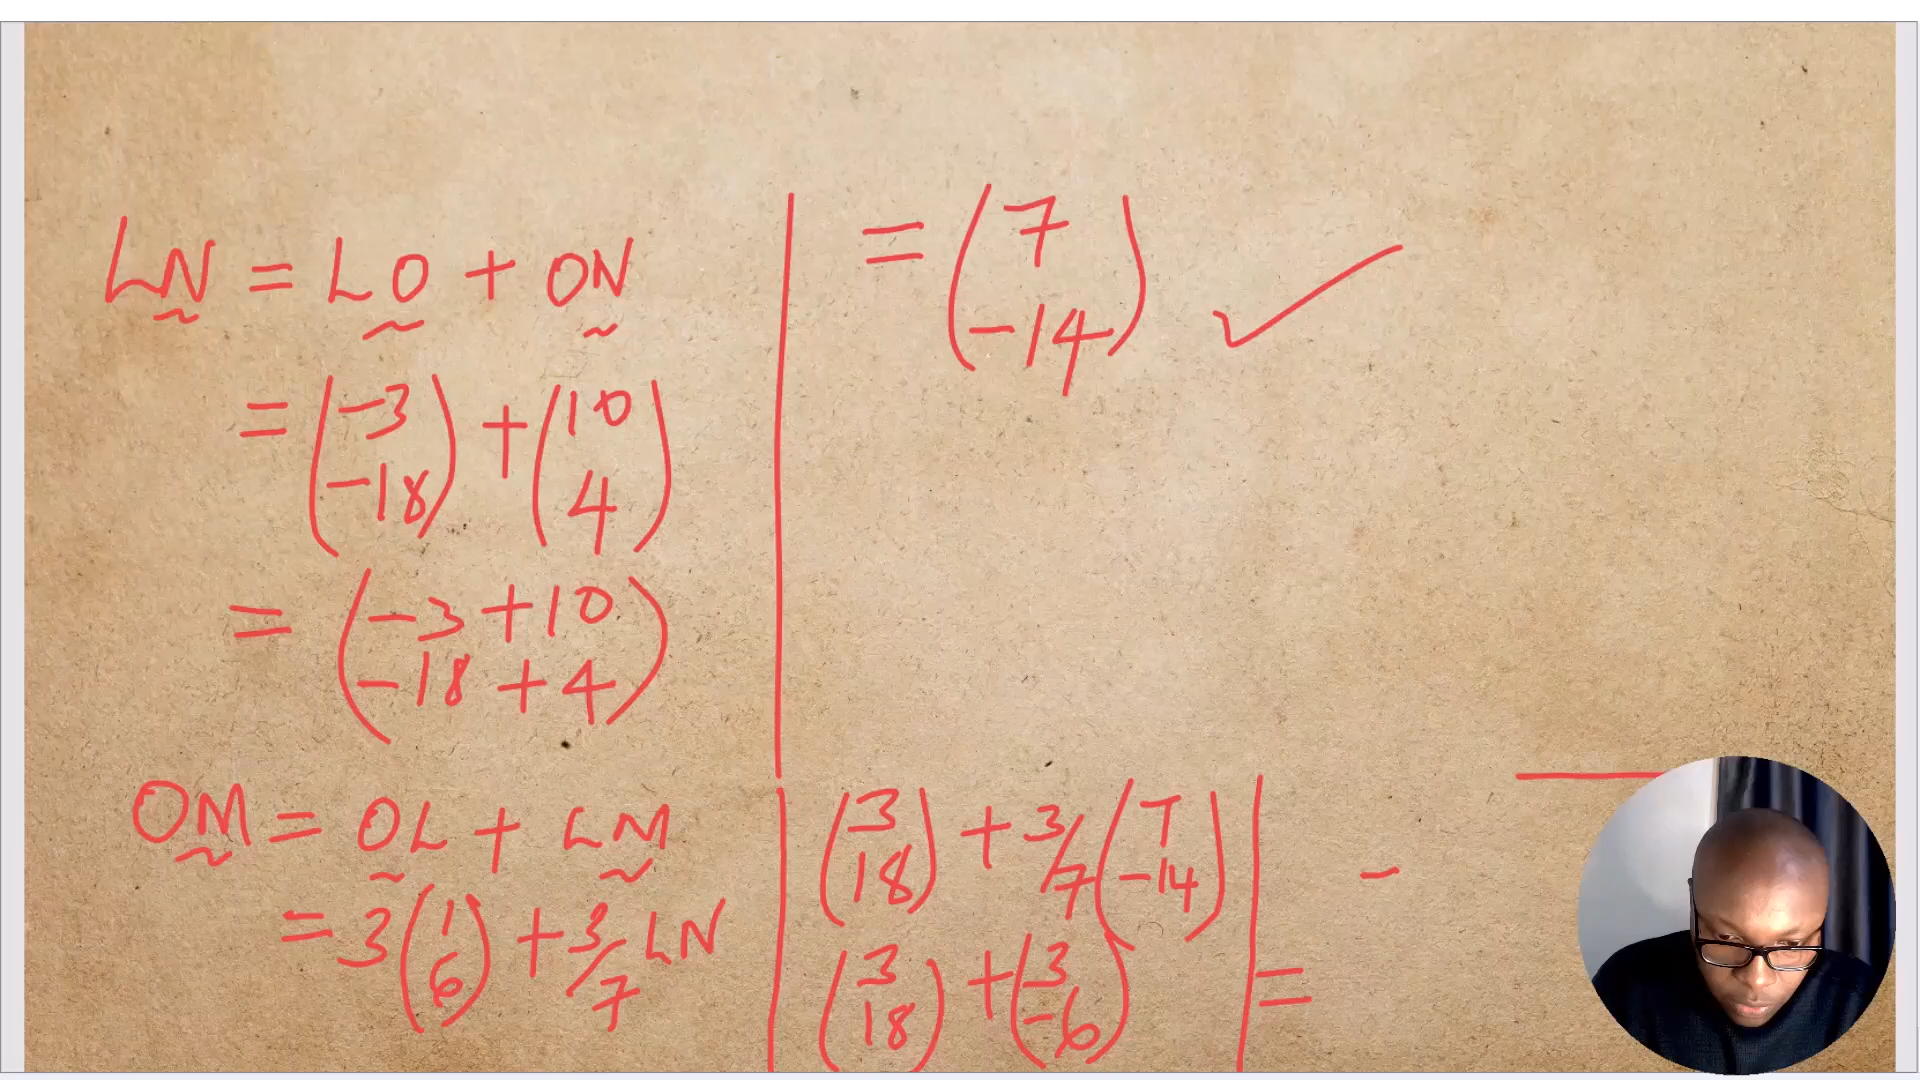 LN = LO + ON
= (-3
-18) + (10
4)
= (-3 + 10
-18 + 4)
= (7
-14) ✓
OM = OL + LM
= 3(1
6) + 3/7 LN
(3
18) + 3/7 (7
-14)
(3
18) + (3
-6)
=
-